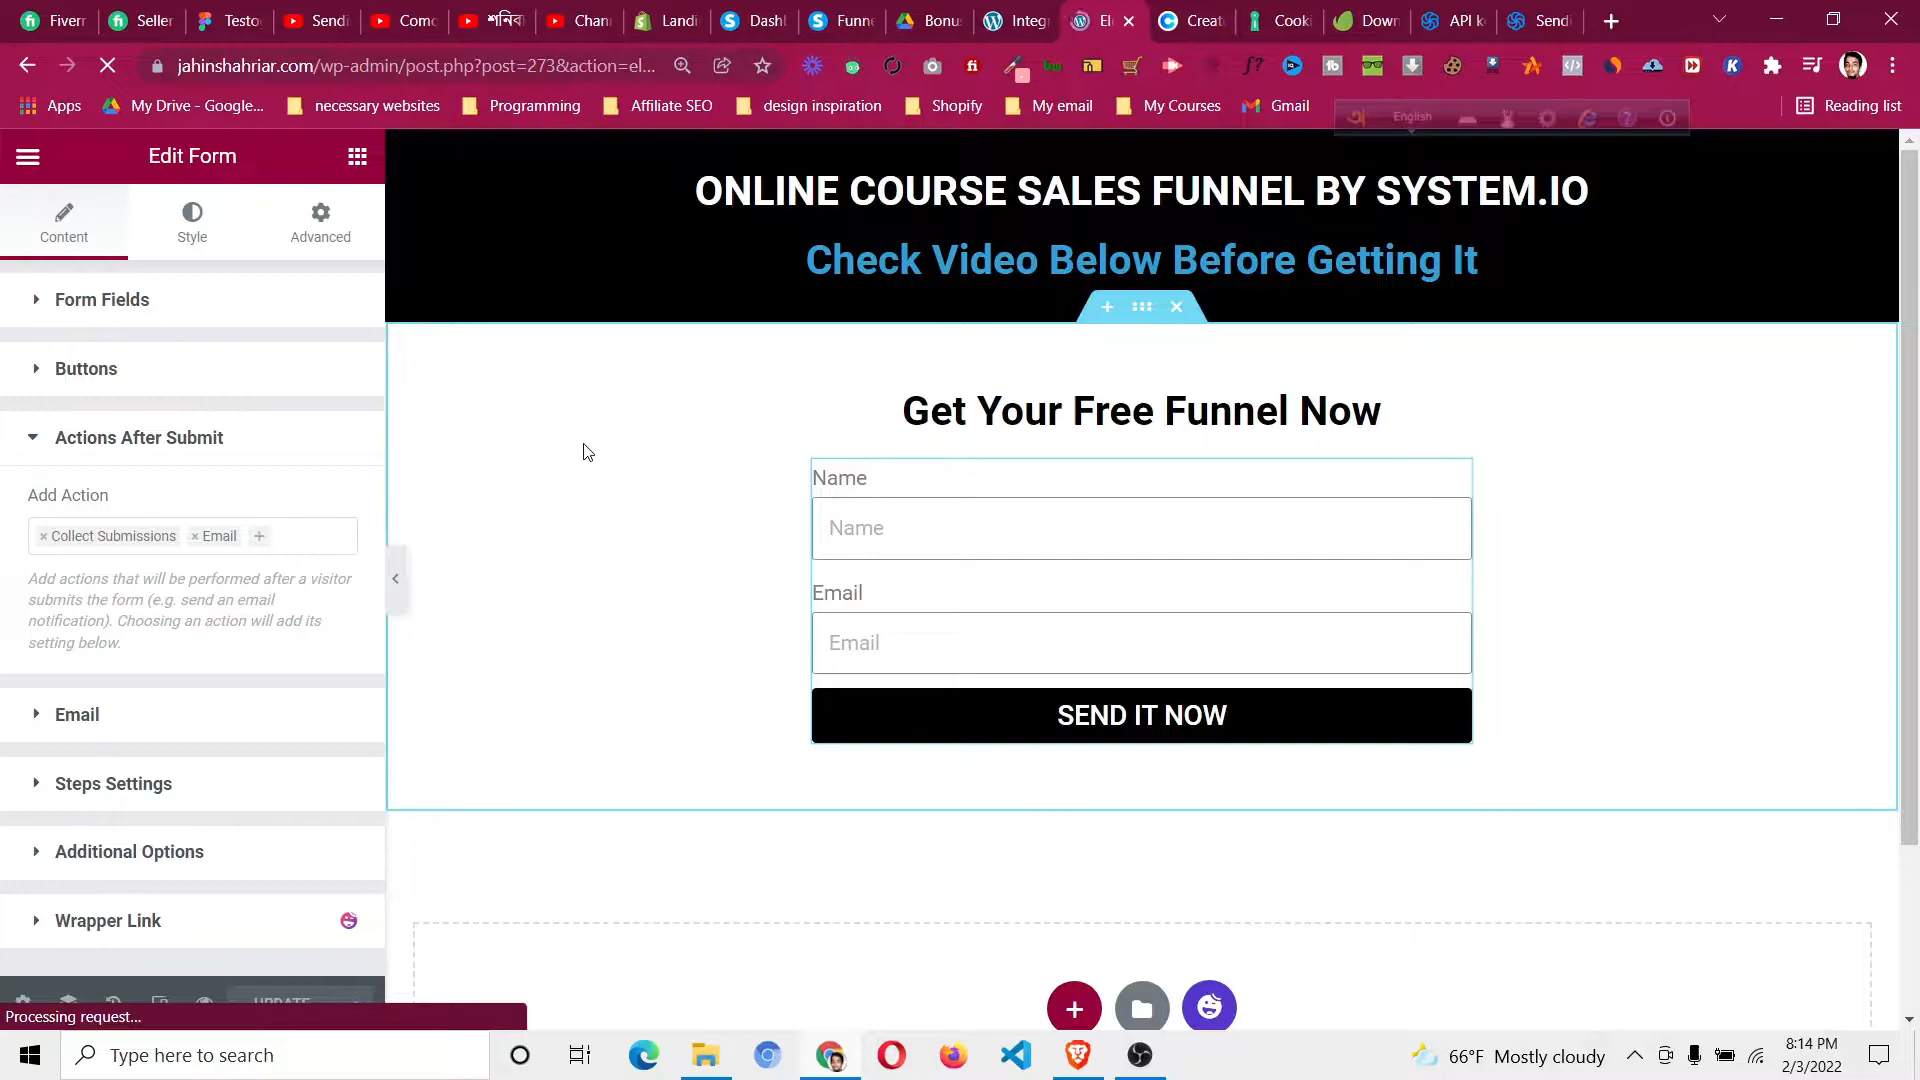 Fiverr
Seller
Testo
Sendi
Como
শনিব
Chan
Landi
Dashl
Funne
Bonu
Integ
El
Creat
Cooki
Down
API k
Sendi
jahinshahriar.com/wp-admin/post.php?post=273&action=el...
Apps
My Drive - Google...
necessary websites
Programming
Affiliate SEO
design inspiration
Shopify
My email
My Courses
Gmail
English
Reading list
Edit Form
Content
Style
Advanced
Form Fields
Buttons
Actions After Submit
Add Action
× Collect Submissions × Email +
Add actions that will be performed after a visitor
submits the form (e.g. send an email
notification). Choosing an action will add its
setting below.
Email
Steps Settings
Additional Options
Wrapper Link
UPDATE
Processing request...
ONLINE COURSE SALES FUNNEL BY SYSTEM.IO
Check Video Below Before Getting It
Get Your Free Funnel Now
Name
Name
Email
Email
SEND IT NOW
Type here to search
66°F Mostly cloudy
8:14 PM
2/3/2022